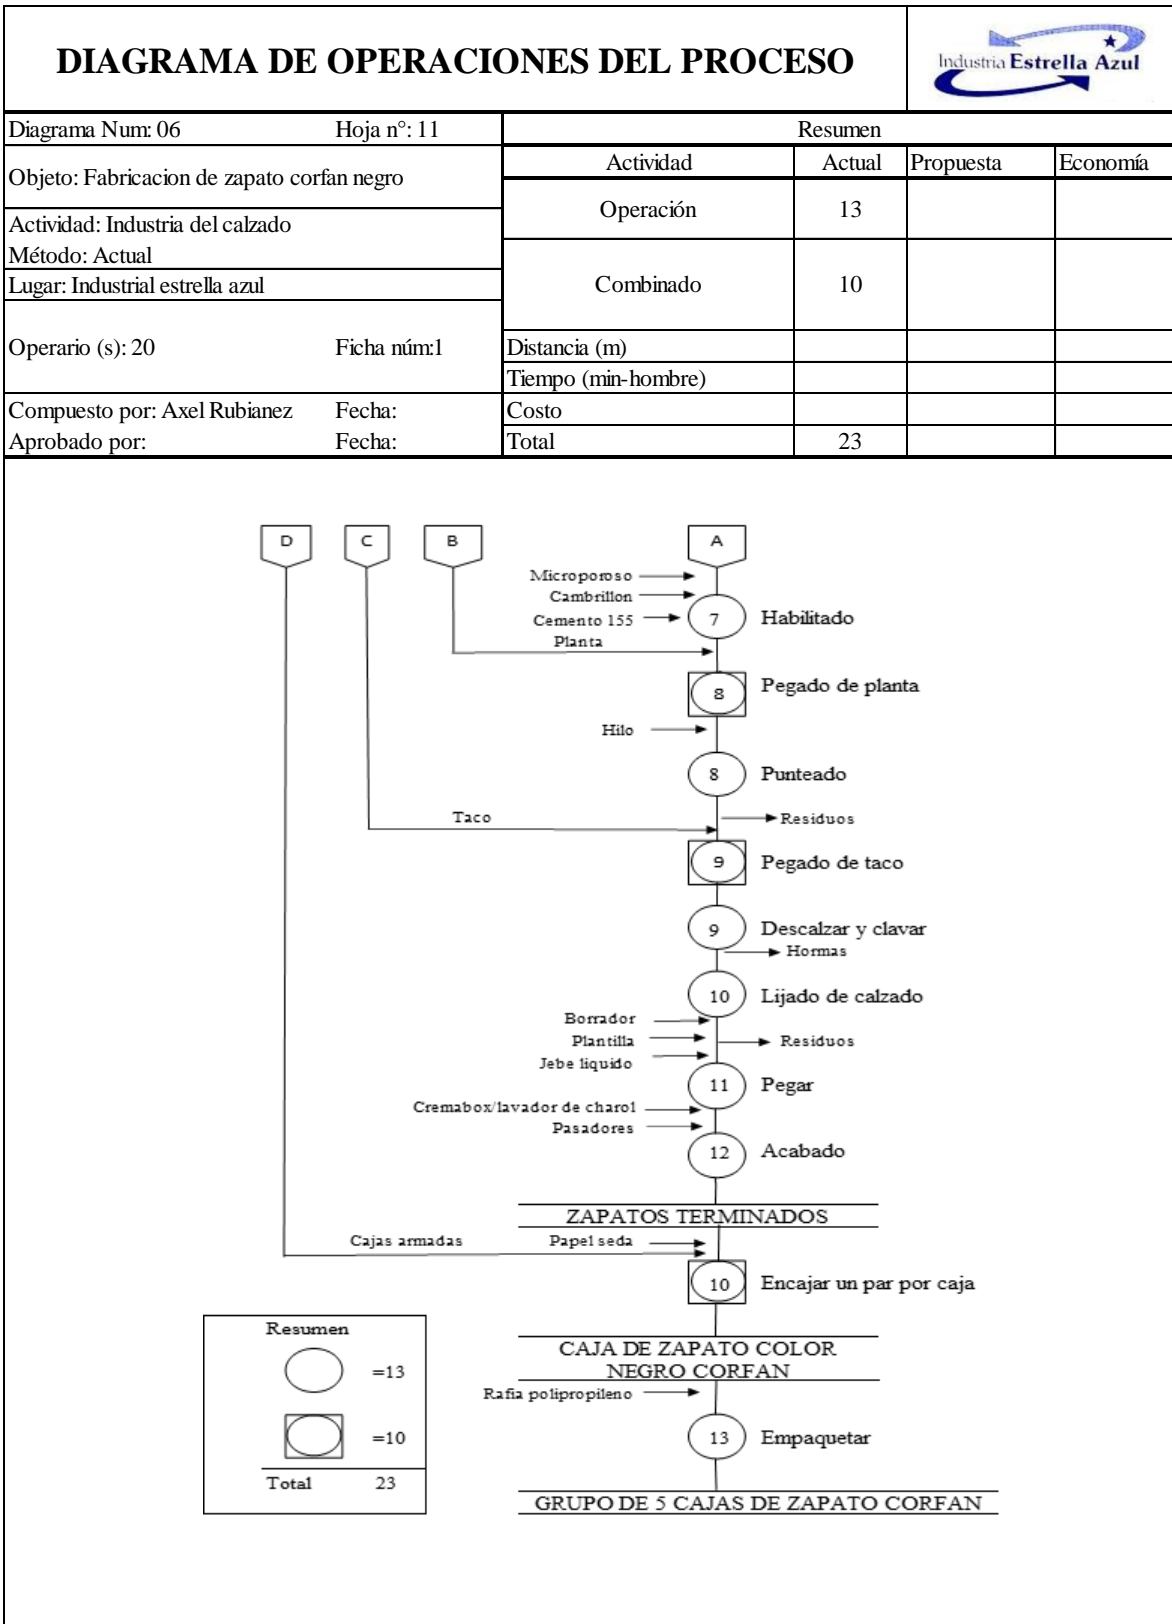 DIAGRAMA DE OPERACIONES DEL PROCESO
Industria Estrella Azul
Diagrama Num: 06 Hoja n°: 11
Resumen
Objeto: Fabricacion de zapato corfan negro
Actividad Actual Propuesta Economía
Operación 13
Actividad: Industria del calzado
Método: Actual
Lugar: Industrial estrella azul
Combinado 10
Operario (s): 20 Ficha núm:1
Distancia (m)
Tiempo (min-hombre)
Compuesto por: Axel Rubianez Fecha:
Costo
Aprobado por: Fecha:
Total 23
D C B A
Microporoso
Cambrillon
Cemento 155
7 Habilitado
Planta
8 Pegado de planta
Hilo
8 Punteado
Taco
Residuos
9 Pegado de taco
9 Descalzar y clavar
Hormas
10 Lijado de calzado
Borrador
Plantilla
Residuos
Jebe liquido
11 Pegar
Cremabox/lavador de charol
Pasadores
12 Acabado
ZAPATOS TERMINADOS
Cajas armadas Papel seda
10 Encajar un par por caja
CAJA DE ZAPATO COLOR
NEGRO CORFAN
Rafia polipropileno
13 Empaquetar
GRUPO DE 5 CAJAS DE ZAPATO CORFAN
Resumen
=13
=10
Total 23